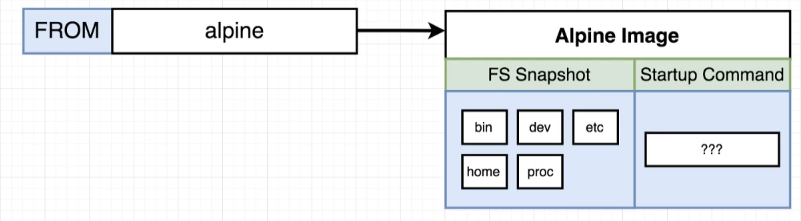 FROM alpine
Alpine Image
FS Snapshot Startup Command
bin dev etc
???
home proc